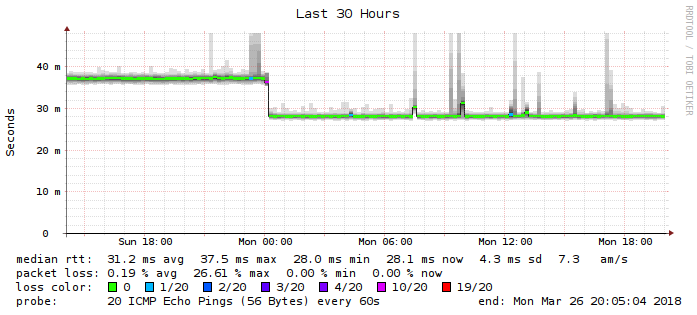 Last 30 Hours
RRDTOOL / TOBI OETIKER
Seconds
40 m
30 m
20 m
10 m
0
Sun 18:00 Mon 00:00 Mon 06:00 Mon 12:00 Mon 18:00
median rtt: 31.2 ms avg 37.5 ms max 28.0 ms min 28.1 ms now 4.3 ms sd 7.3 am/s
packet loss: 0.19 % avg 26.61 % max 0.00 % min 0.00 % now
loss color: 0 1/20 2/20 3/20 4/20 10/20 19/20
probe: 20 ICMP Echo Pings (56 Bytes) every 60s end: Mon Mar 26 20:05:04 2018